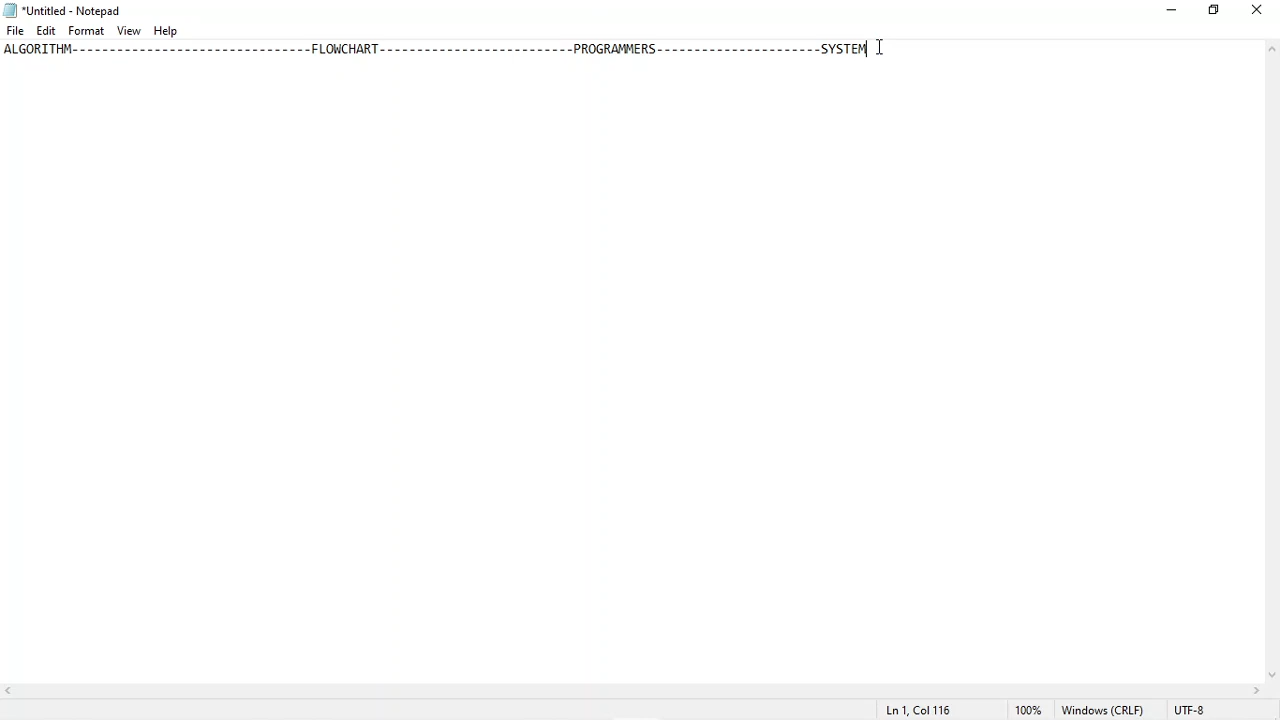 *Untitled - Notepad
File Edit Format View Help
ALGORITHM--------------------------------FLOWCHART--------------------------PROGRAMMERS----------------------SYSTEM
Ln 1, Col 116 100% Windows (CRLF) UTF-8